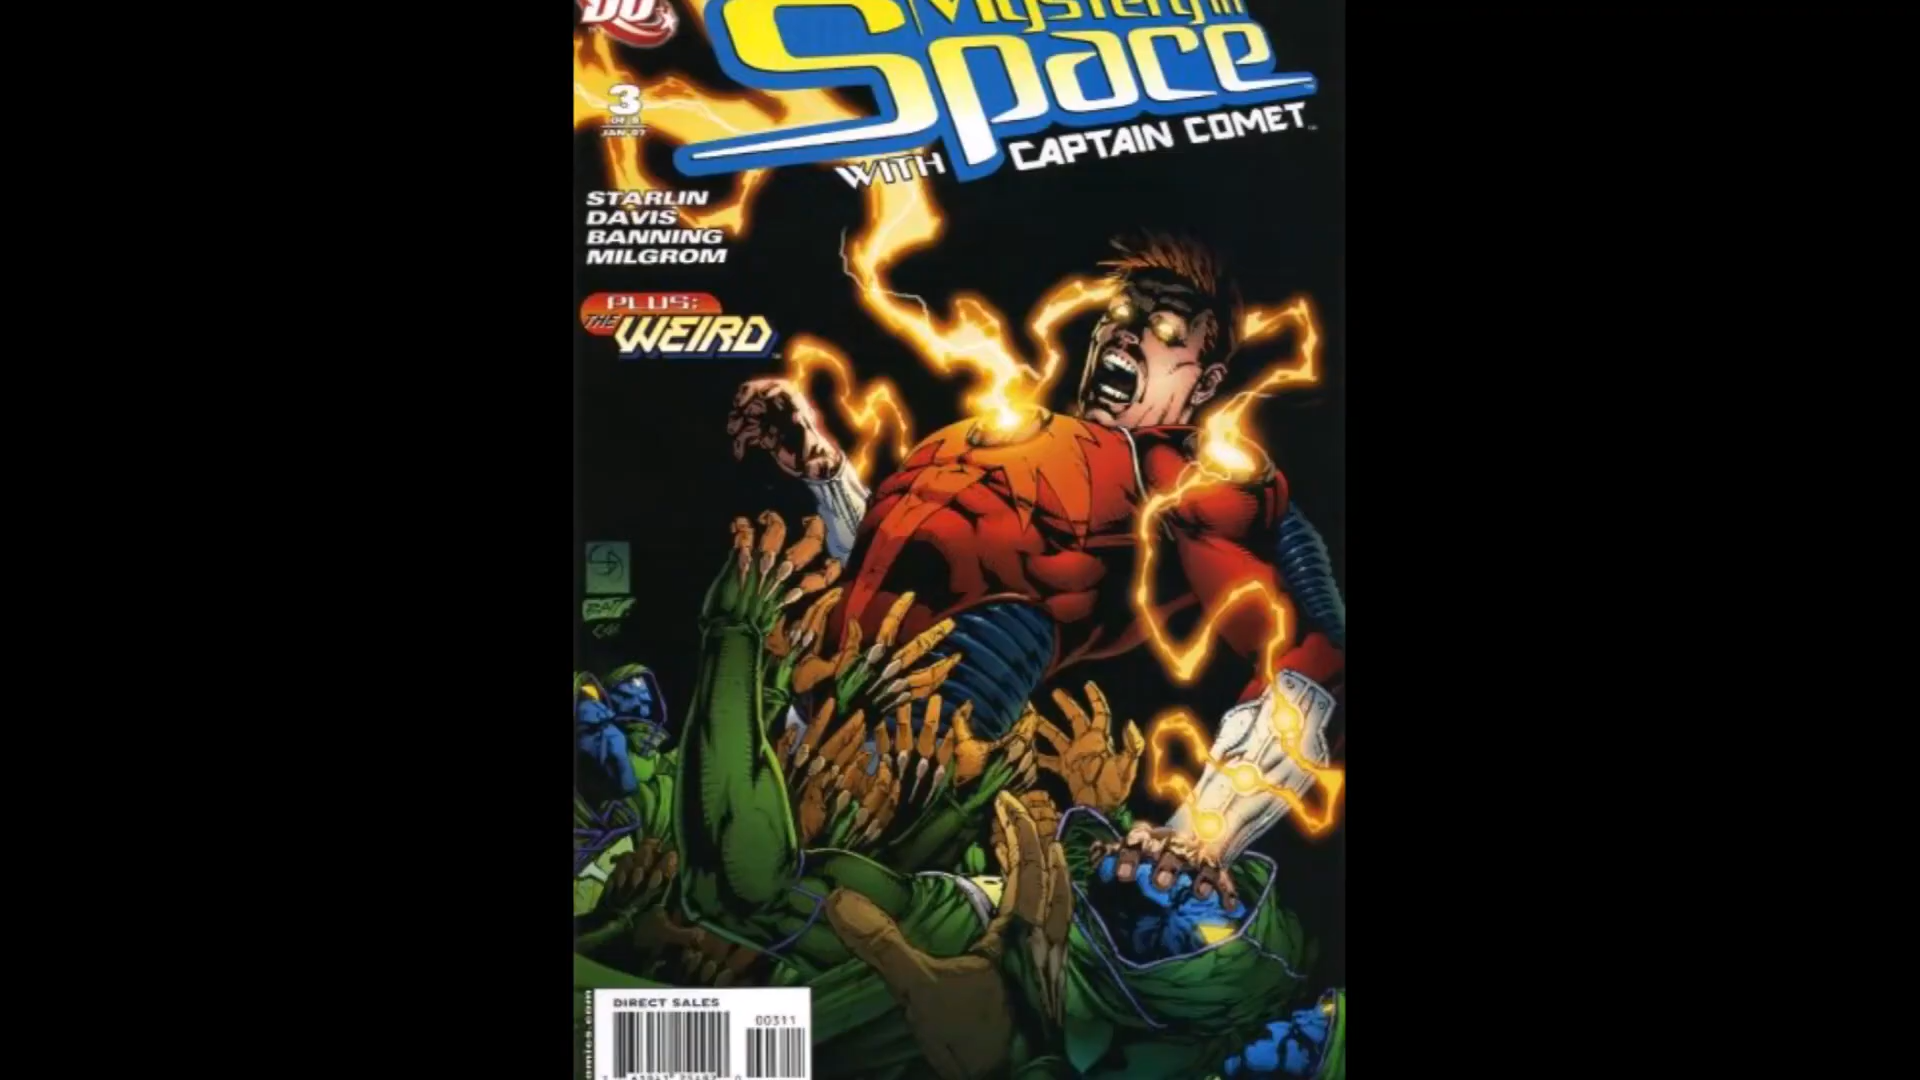 DC
Mystery in
Space
WITH CAPTAIN COMET
3
OF 8
JAN 07
STARLIN
DAVIS
BANNING
MILGROM
PLUS:
THE
WEIRD
DIRECT SALES
00311